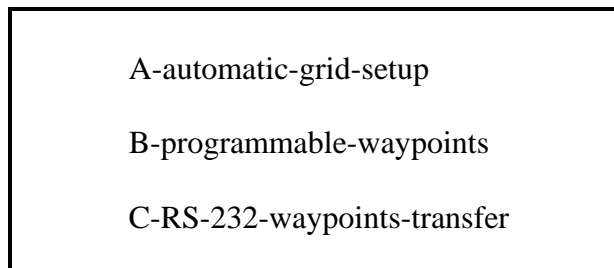 A-automatic-grid-setup
B-programmable-waypoints
C-RS-232-waypoints-transfer